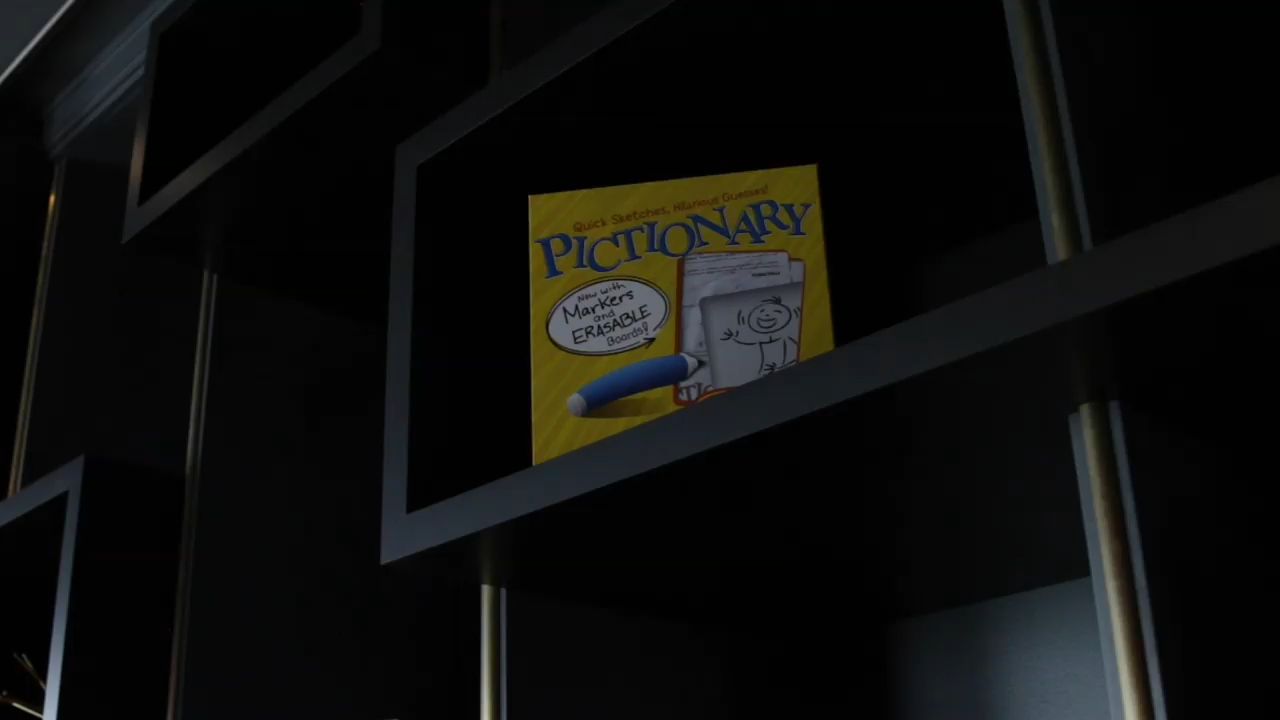 Quick Sketches, Hilarious Guesses!
PICTIONARY
Now with
Markers
and
ERASABLE
Boards!